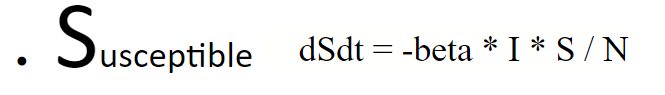 • Susceptible dSdt = -beta * I * S / N